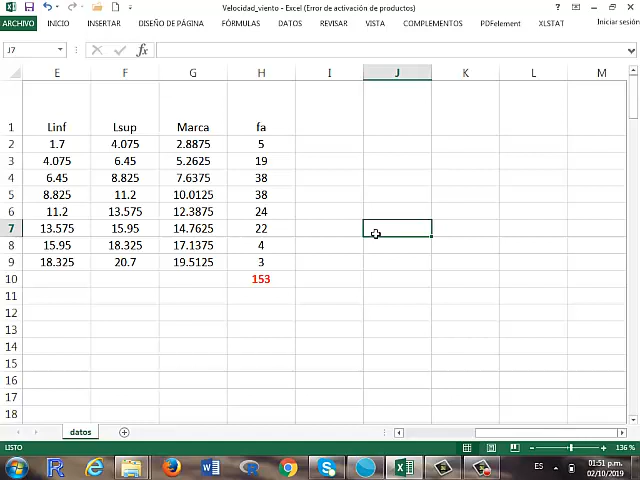 Velocidad_viento - Excel (Error de activación de productos)
ARCHIVO INICIO INSERTAR DISEÑO DE PÁGINA FÓRMULAS DATOS REVISAR VISTA COMPLEMENTOS PDFelement XLSTAT Iniciar sesión
J7 fx
E F G H I J K L M
1 Linf Lsup Marca fa
2 1.7 4.075 2.8875 5
3 4.075 6.45 5.2625 19
4 6.45 8.825 7.6375 38
5 8.825 11.2 10.0125 38
6 11.2 13.575 12.3875 24
7 13.575 15.95 14.7625 22
8 15.95 18.325 17.1375 4
9 18.325 20.7 19.5125 3
10 153
11
12
13
14
15
16
17
18
datos
LISTO 136 %
ES 01:51 p.m.
02/10/2019